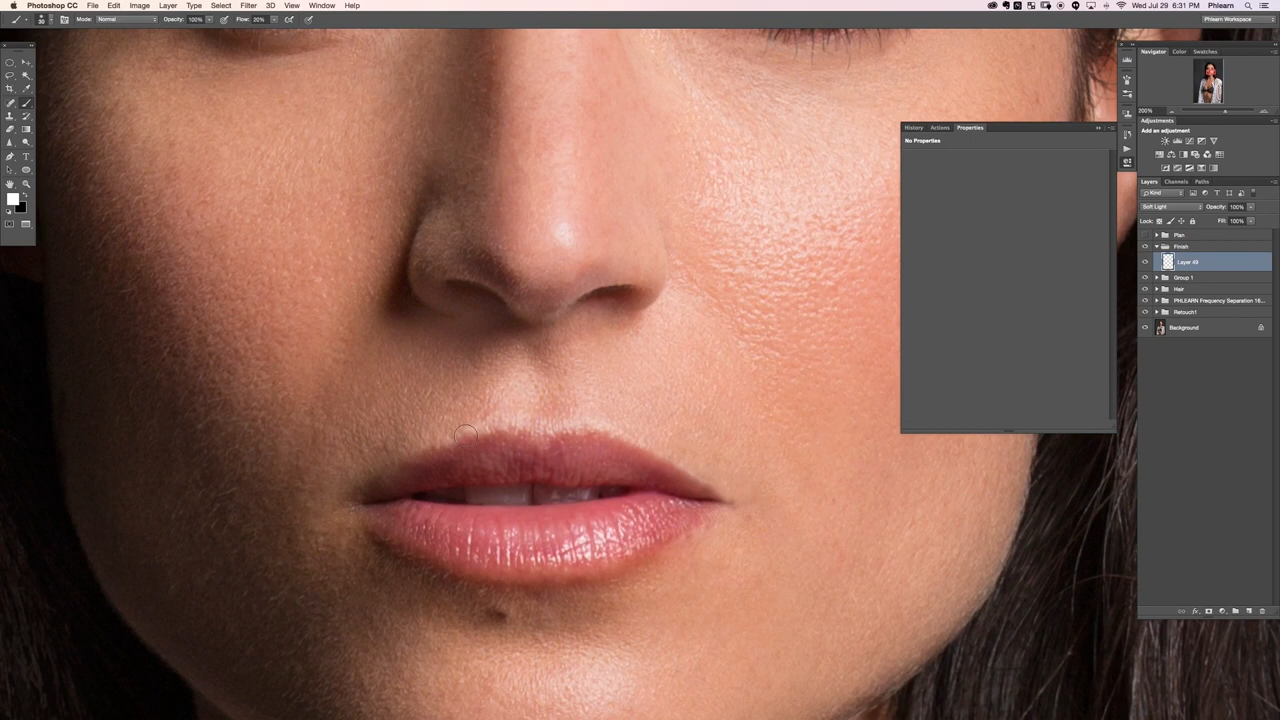 Photoshop CC File Edit Image Layer Type Select Filter 3D View Window Help Wed Jul 29 6:31 PM Phlearn
30 Mode: Normal Opacity: 100% Flow: 20% Phlearn Workspace
Navigator Color Swatches
200%
Adjustments
Add an adjustment
History Actions Properties
No Properties
Layers Channels Paths
Kind
Soft Light Opacity: 100%
Lock: Fill: 100%
Plan
Finish
Layer 49
Group 1
Hair
PHLEARN Frequency Separation 16...
Retouch1
Background